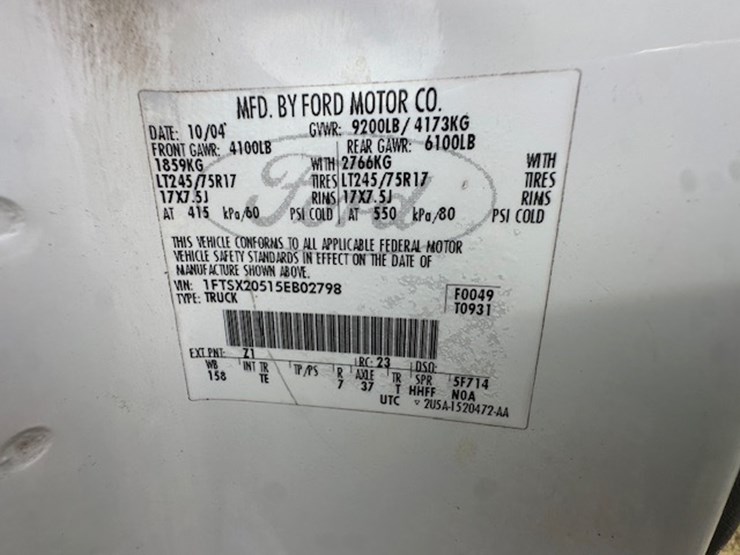 MFD. BY FORD MOTOR CO.
DATE: 10/04 GVWR: 9200LB/ 4173KG
FRONT GAWR: 4100LB REAR GAWR: 6100LB
1859KG WITH 2766KG WITH
LT245/75R17 TIRES LT245/75R17 TIRES
17X7.5J RIMS 17X7.5J RIMS
AT 415 kPa/60 PSI COLD AT 550 kPa/80 PSI COLD
Ford
THIS VEHICLE CONFORMS TO ALL APPLICABLE FEDERAL MOTOR
VEHICLE SAFETY STANDARDS IN EFFECT ON THE DATE OF
MANUFACTURE SHOWN ABOVE.
VIN: 1FTSX20515EB02798 F0049
TYPE: TRUCK T0931
EXT PNT: Z1 RC: 23 DSO:
WB INT TR TP/PS R AXLE TR SPR 5F714
158 TE 7 37 T HHFF N0A
UTC ▽ 2U5A-1520472-AA